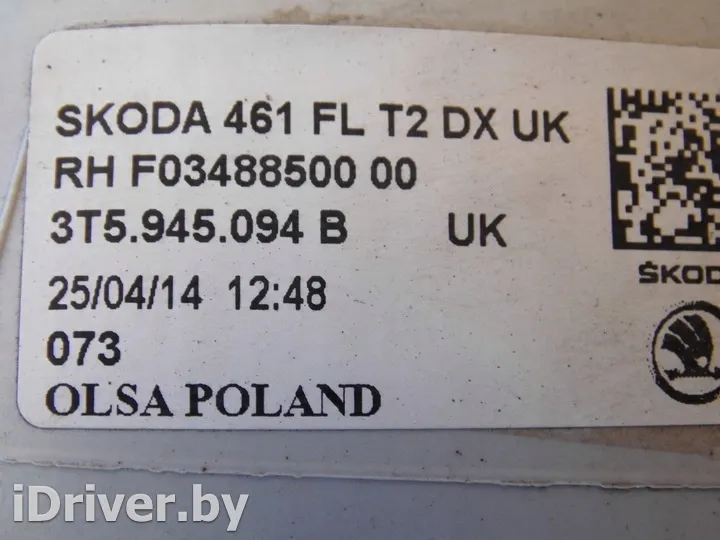 SKODA 461 FL T2 DX UK
RH F03488500 00
3T5.945.094 B UK
25/04/14 12:48
ŠKOD
073
OLSA POLAND
iDriver.by